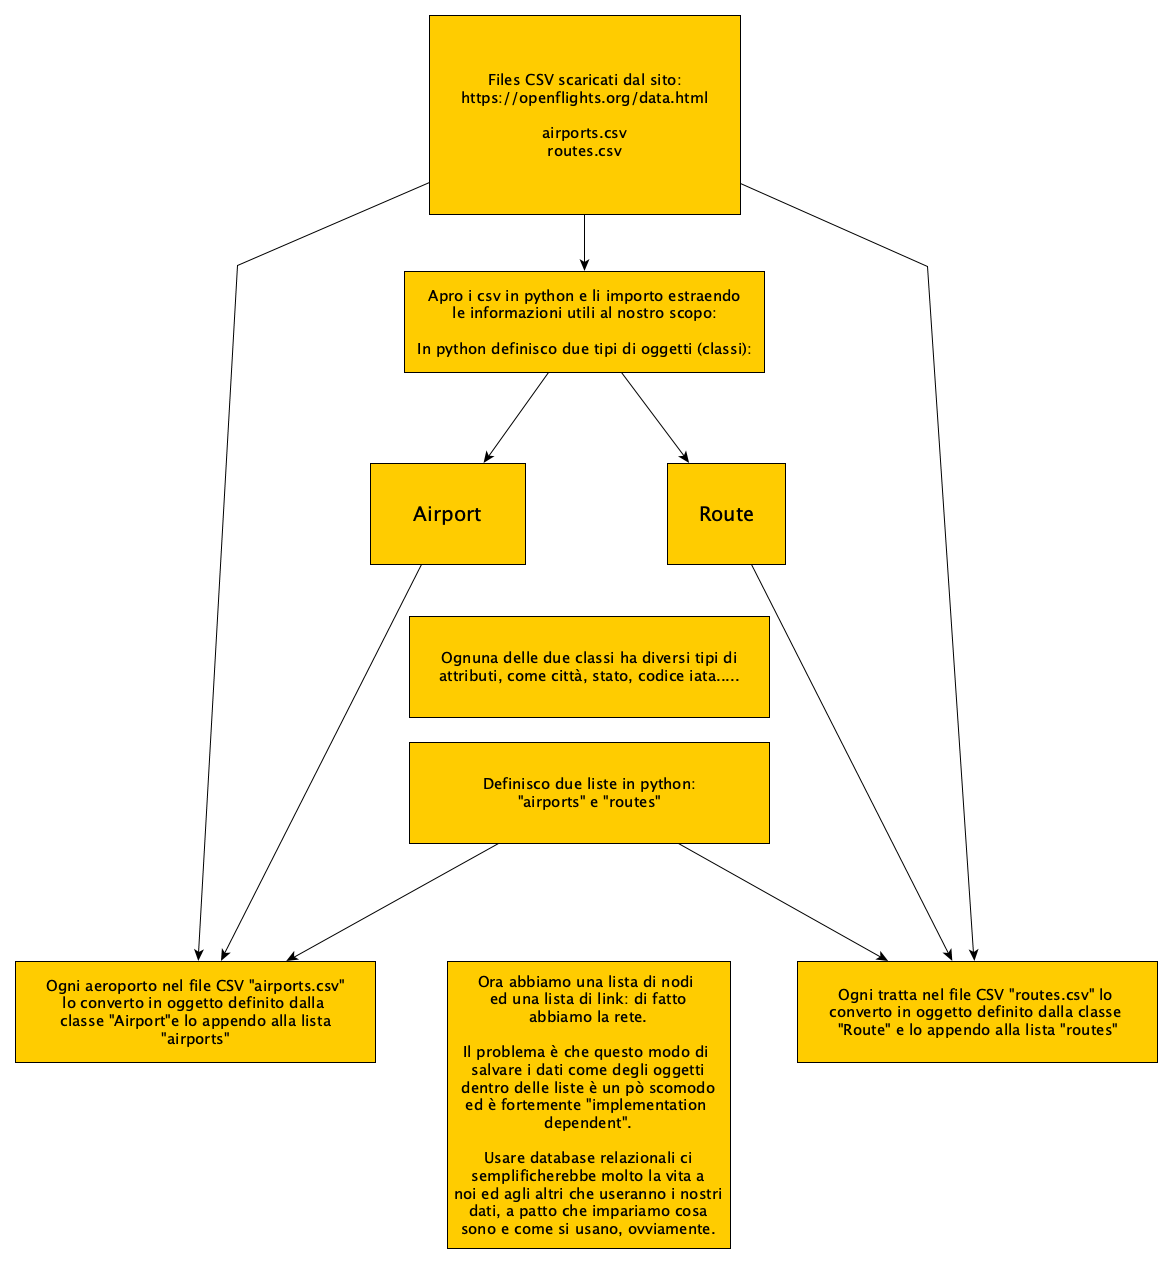 Files CSV scaricati dal sito:
https://openflights.org/data.html
airports.csv
routes.csv
Apro i csv in python e li importo estraendo
le informazioni utili al nostro scopo:
In python definisco due tipi di oggetti (classi):
Airport
Route
Ognuna delle due classi ha diversi tipi di
attributi, come città, stato, codice iata.....
Definisco due liste in python:
"airports" e "routes"
Ogni aeroporto nel file CSV "airports.csv"
lo converto in oggetto definito dalla
classe "Airport"e lo appendo alla lista
"airports"
Ora abbiamo una lista di nodi
ed una lista di link: di fatto
abbiamo la rete.
Il problema è che questo modo di
salvare i dati come degli oggetti
dentro delle liste è un pò scomodo
ed è fortemente "implementation
dependent".
Usare database relazionali ci
semplificherebbe molto la vita a
noi ed agli altri che useranno i nostri
dati, a patto che impariamo cosa
sono e come si usano, ovviamente.
Ogni tratta nel file CSV "routes.csv" lo
converto in oggetto definito dalla classe
"Route" e lo appendo alla lista "routes"